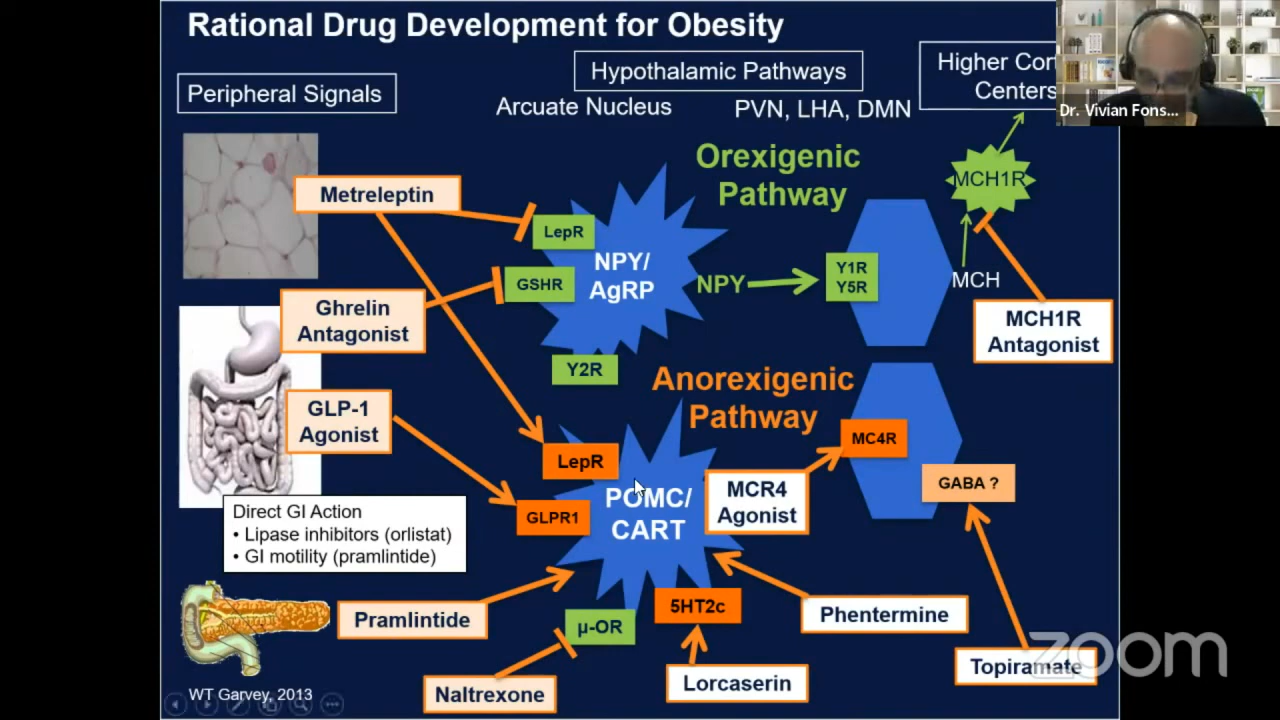 Rational Drug Development for Obesity
Peripheral Signals
Hypothalamic Pathways
Arcuate Nucleus
PVN, LHA, DMN
Higher Cor
Centers
Dr. Vivian Fons...
Orexigenic
Pathway
MCH1R
Metreleptin
LepR
NPY/
AgRP
GSHR
NPY
Y1R
Y5R
MCH
Ghrelin
Antagonist
MCH1R
Antagonist
Y2R
Anorexigenic
Pathway
GLP-1
Agonist
LepR
MC4R
GABA ?
POMC/
CART
MCR4
Agonist
GLPR1
Direct GI Action
• Lipase inhibitors (orlistat)
• GI motility (pramlintide)
Pramlintide
μ-OR
5HT2c
Phentermine
Topiramate
zoom
Naltrexone
Lorcaserin
WT Garvey, 2013